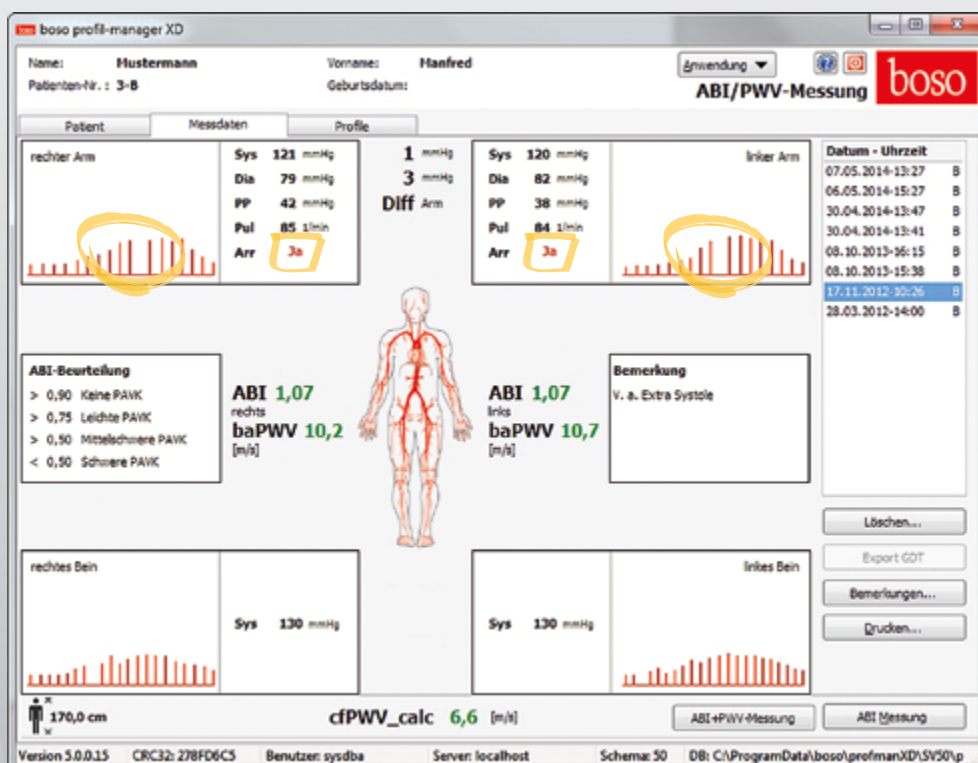 boso boso profil-manager XD
Name: Mustermann Vorname: Manfred
Patienten-Nr. : 3-B Geburtsdatum:
Anwendung
ABI/PWV-Messung
boso
Patient Messdaten Profile
rechter Arm
Sys 121 mmHg
Dia 79 mmHg
PP 42 mmHg
Pul 85 1/min
Arr Ja
1 mmHg
3 mmHg
Diff Arm
Sys 120 mmHg
Dia 82 mmHg
PP 38 mmHg
Pul 84 1/min
Arr Ja
linker Arm
Datum - Uhrzeit
07.05.2014-13:27 B
06.05.2014-15:27 B
30.04.2014-13:47 B
30.04.2014-13:41 B
08.10.2013-16:15 B
08.10.2013-15:38 B
17.11.2012-10:26 B
28.03.2012-14:00 B
ABI-Beurteilung
> 0,90 Keine PAVK
> 0,75 Leichte PAVK
> 0,50 Mittelschwere PAVK
< 0,50 Schwere PAVK
ABI 1,07
rechts
baPWV 10,2
[m/s]
ABI 1,07
links
baPWV 10,7
[m/s]
Bemerkung
V. a. Extra Systole
Löschen...
Export GDT
Bemerkungen...
Drucken...
rechtes Bein
Sys 130 mmHg
Sys 130 mmHg
linkes Bein
170,0 cm
cfPWV_calc 6,6 [m/s]
ABI+PWV-Messung
ABI Messung
Version 5.0.0.15 CRC32: 278FD6C5 Benutzer: sysdba Server: localhost Schema: 50 DB: C:\ProgramData\boso\profmanXD\SV50\p